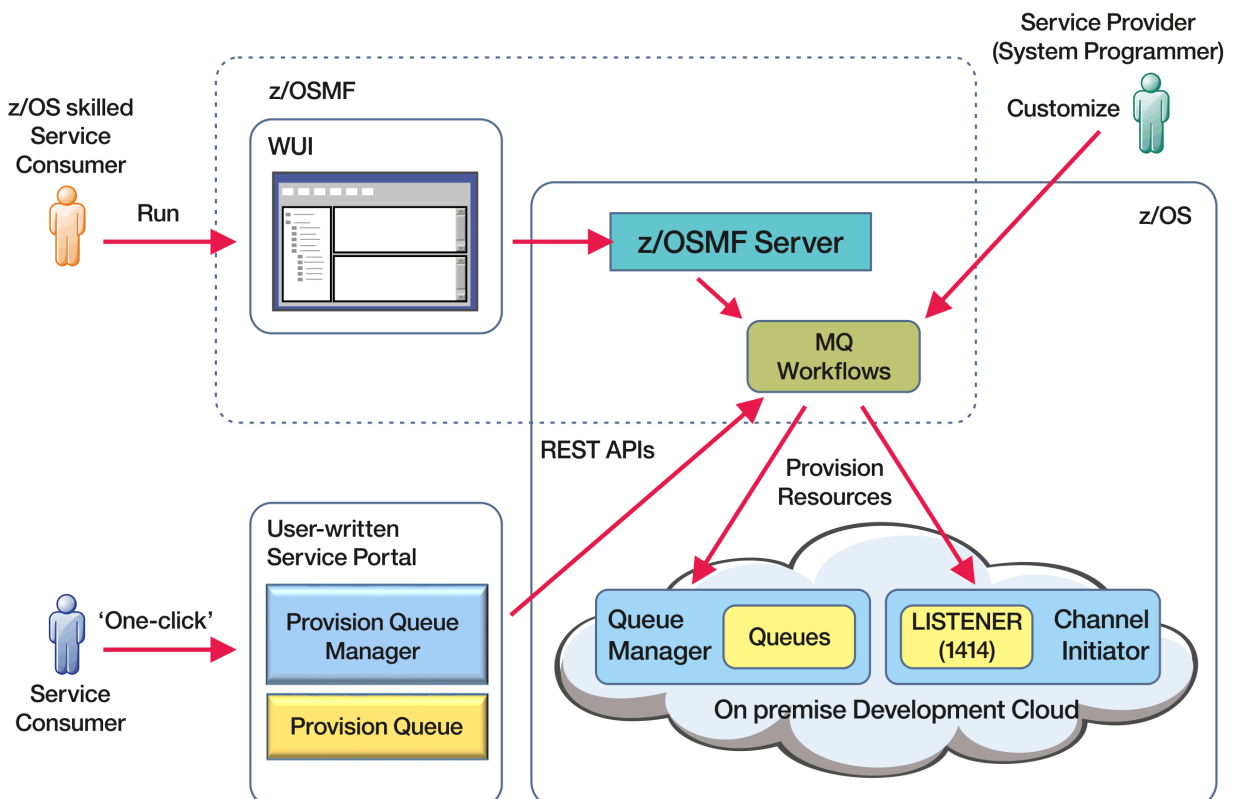 Service Provider
(System Programmer)
Customize
z/OSMF
z/OS skilled
Service
Consumer
WUI
Run
z/OS
z/OSMF Server
MQ
Workflows
REST APIs
Provision
Resources
User-written
Service Portal
'One-click'
Provision Queue
Manager
Service
Consumer
Provision Queue
Queue
Manager
Queues
LISTENER
(1414)
Channel
Initiator
On premise Development Cloud